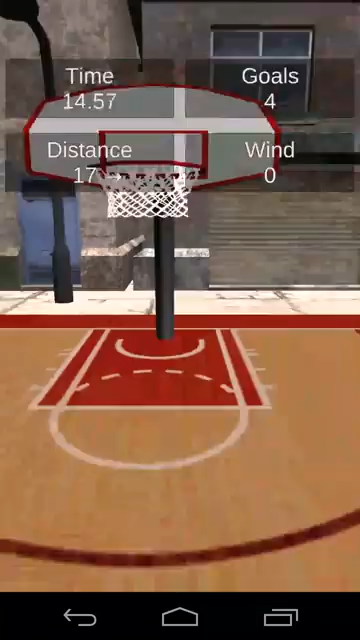 Time
14.57
Goals
4
Distance
17 →
Wind
0